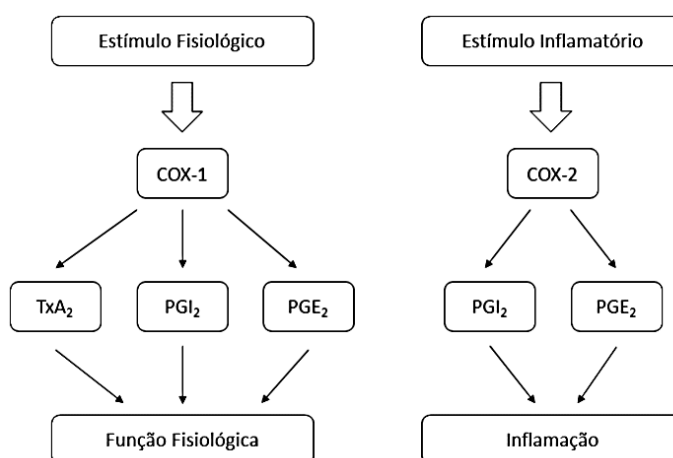 Estímulo Fisiológico
Estímulo Inflamatório
COX-1
COX-2
TxA₂
PGI₂
PGE₂
PGI₂
PGE₂
Função Fisiológica
Inflamação